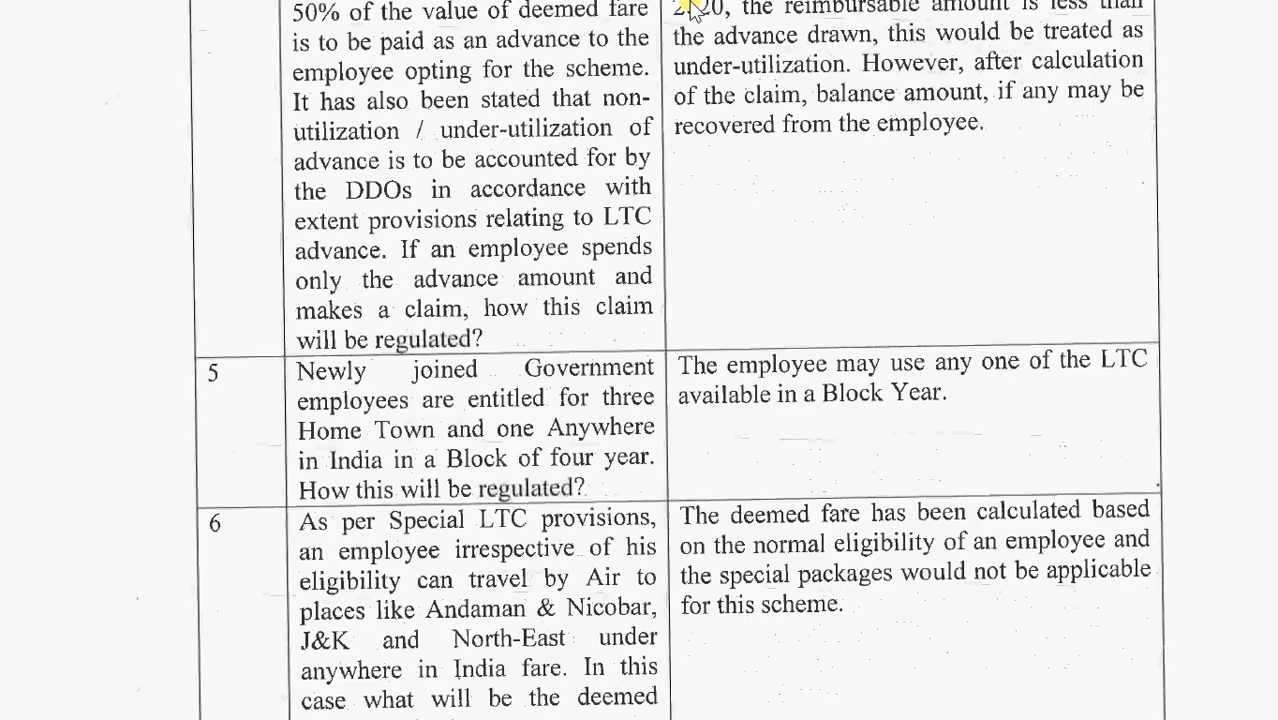 50% of the value of deemed fare
is to be paid as an advance to the
employee opting for the scheme.
It has also been stated that non-
utilization / under-utilization of
advance is to be accounted for by
the DDOs in accordance with
extent provisions relating to LTC
advance. If an employee spends
only the advance amount and
makes a claim, how this claim
will be regulated?
the reimbursable amount is less than
the advance drawn, this would be treated as
under-utilization. However, after calculation
of the claim, balance amount, if any may be
recovered from the employee.
5
Newly joined Government
employees are entitled for three
Home Town and one Anywhere
in India in a Block of four year.
How this will be regulated?
The employee may use any one of the LTC
available in a Block Year.
6
As per Special LTC provisions,
an employee irrespective of his
eligibility can travel by Air to
places like Andaman & Nicobar,
J&K and North-East under
anywhere in India fare. In this
case what will be the deemed
The deemed fare has been calculated based
on the normal eligibility of an employee and
the special packages would not be applicable
for this scheme.